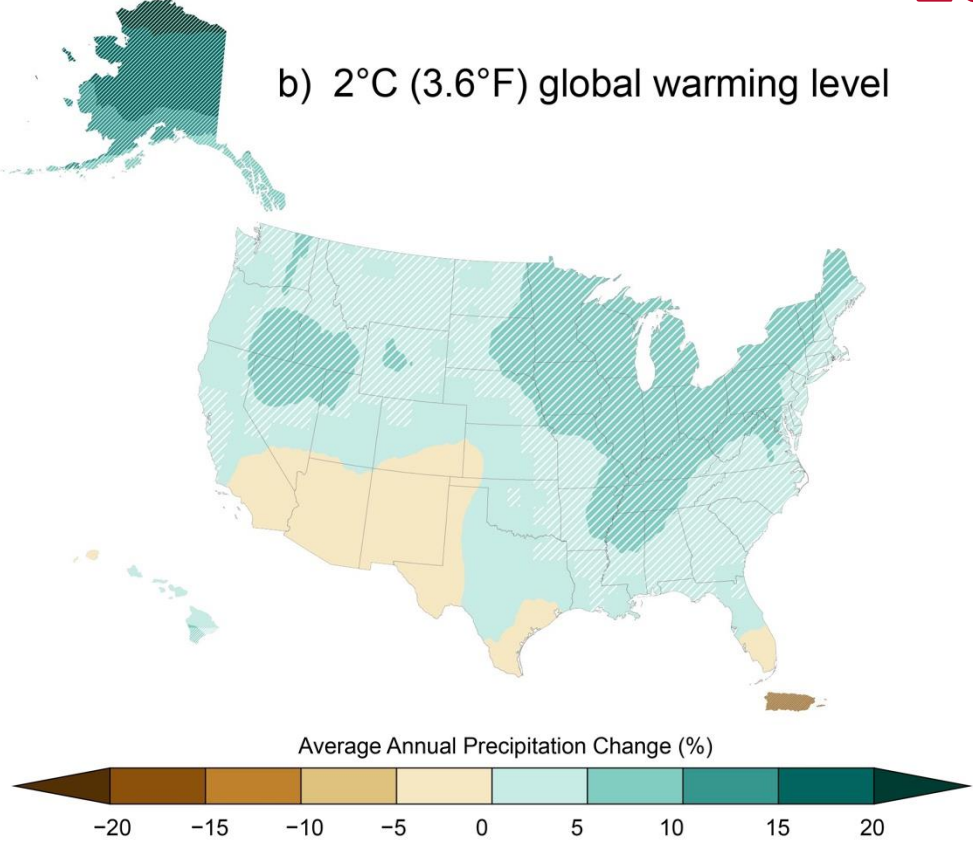 b) 2°C (3.6°F) global warming level
Average Annual Precipitation Change (%)
−20 −15 −10 −5 0 5 10 15 20